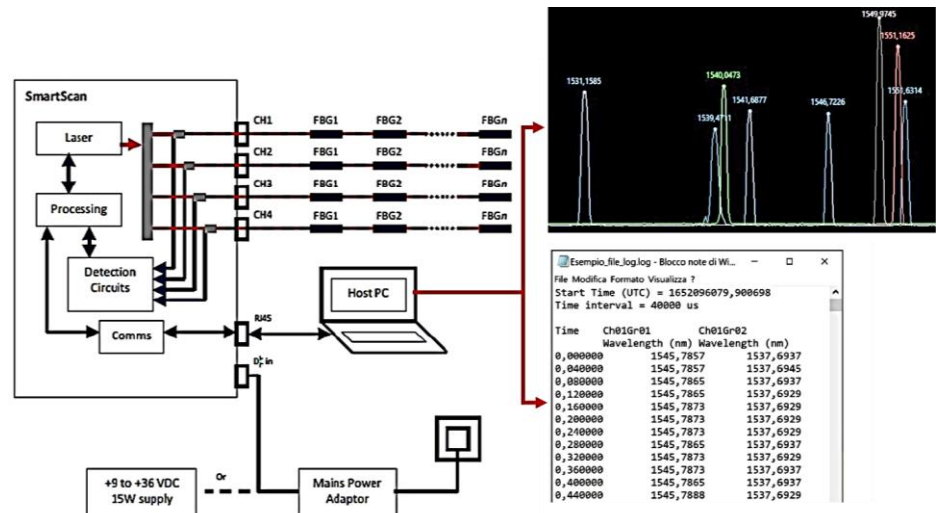 SmartScan
Laser
Processing
Detection
Circuits
Comms
CH1
FBG1
FBG2
FBGn
CH2
FBG1
FBG2
FBGn
CH3
FBG1
FBG2
FBGn
CH4
FBG1
FBG2
FBGn
RJ45
in
Host PC
+9 to +36 VDC
15W supply
Or
Mains Power
Adaptor
1531,1585
1540,0473
1541,6877
1546,7226
1549,9745
1551,1625
Esempio_file_log.log - Blocco note di Wi...
File Modifica Formato Visualizza ?
Start Time (UTC) = 1652096079,900698
Time interval = 40000 us
Time Ch01Gr01 Ch01Gr02
Wavelength (nm) Wavelength (nm)
0,000000 1545,7857 1537,6937
0,040000 1545,7857 1537,6945
0,080000 1545,7865 1537,6937
0,120000 1545,7865 1537,6929
0,160000 1545,7873 1537,6929
0,200000 1545,7873 1537,6929
0,240000 1545,7873 1537,6929
0,280000 1545,7865 1537,6937
0,320000 1545,7873 1537,6929
0,360000 1545,7873 1537,6937
0,400000 1545,7865 1537,6937
0,440000 1545,7888 1537,6929